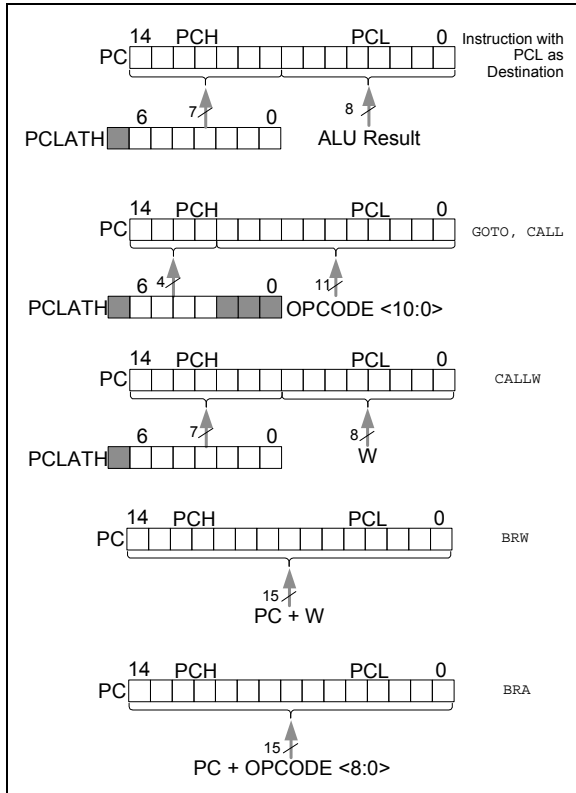 14 PCH PCL 0
PC
Instruction with
PCL as
Destination
7 8
6 0
PCLATH
ALU Result
14 PCH PCL 0
PC
GOTO, CALL
4 11
6 0
PCLATH
OPCODE <10:0>
14 PCH PCL 0
PC
CALLW
7 8
6 0
PCLATH
W
14 PCH PCL 0
PC
BRW
15
PC + W
14 PCH PCL 0
PC
BRA
15
PC + OPCODE <8:0>